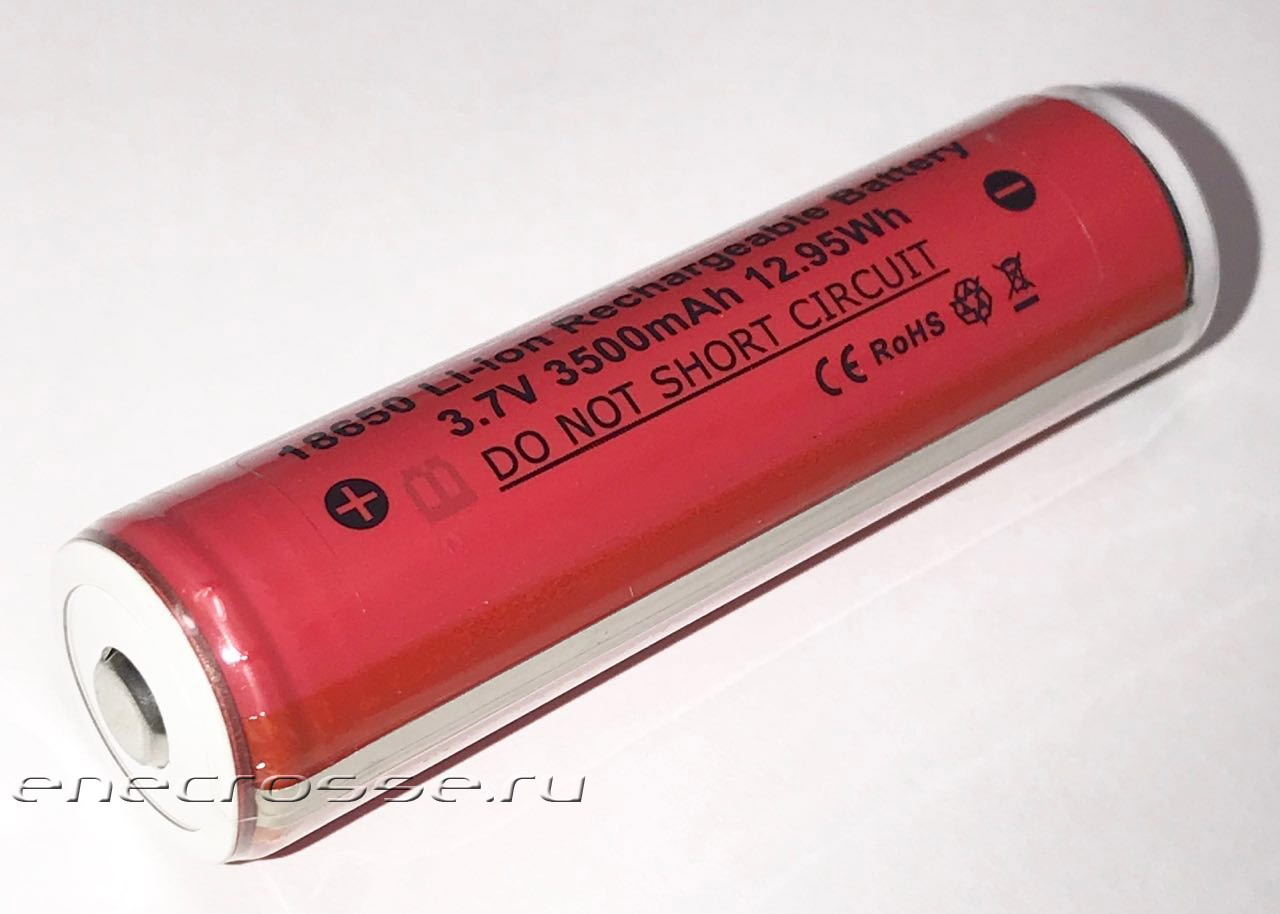 18650 Li-ion Rechargeable Battery
3.7V 3500mAh 12.95Wh
DO NOT SHORT CIRCUIT
CE RoHS
+
-
B
enecrosse.ru